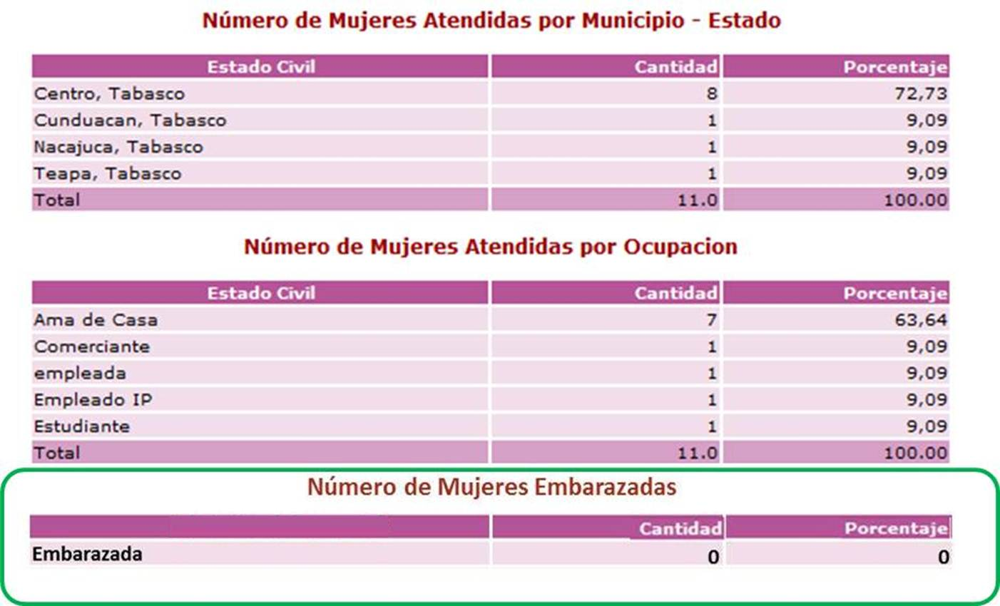 Número de Mujeres Atendidas por Municipio - Estado
Estado Civil Cantidad Porcentaje
Centro, Tabasco 8 72,73
Cunduacan, Tabasco 1 9,09
Nacajuca, Tabasco 1 9,09
Teapa, Tabasco 1 9,09
Total 11.0 100.00
Número de Mujeres Atendidas por Ocupacion
Estado Civil Cantidad Porcentaje
Ama de Casa 7 63,64
Comerciante 1 9,09
empleada 1 9,09
Empleado IP 1 9,09
Estudiante 1 9,09
Total 11.0 100.00
Número de Mujeres Embarazadas
Cantidad Porcentaje
Embarazada 0 0